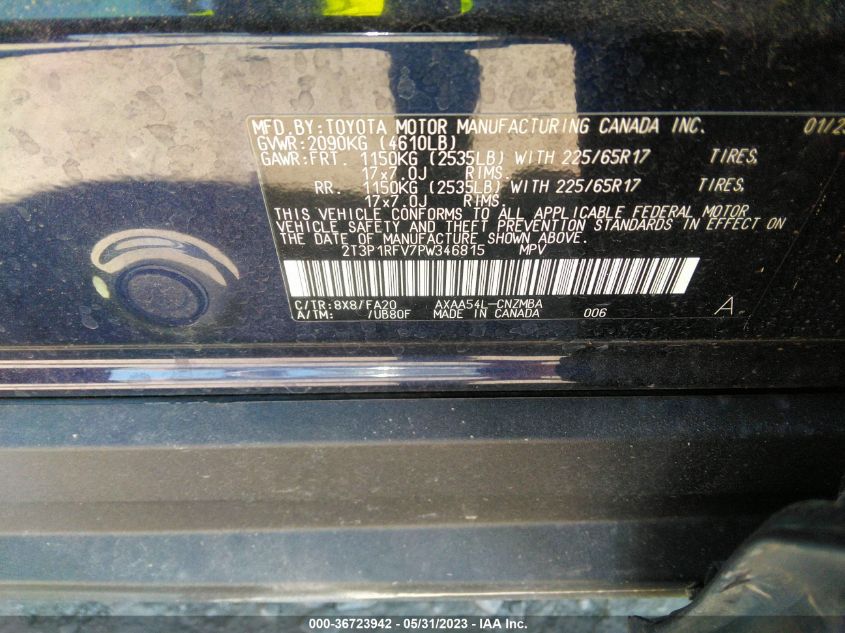 MFD.BY:TOYOTA MOTOR MANUFACTURING CANADA INC. 01/23
GVWR:2090KG (4610LB)
GAWR:FRT. 1150KG (2535LB) WITH 225/65R17 TIRES,
17x7.0J RIMS.
RR. 1150KG (2535LB) WITH 225/65R17 TIRES,
17x7.0J RIMS.
THIS VEHICLE CONFORMS TO ALL APPLICABLE FEDERAL MOTOR
VEHICLE SAFETY AND THEFT PREVENTION STANDARDS IN EFFECT ON
THE DATE OF MANUFACTURE SHOWN ABOVE.
2T3P1RFV7PW346815 MPV
C/TR:8X8/FA20 AXAA54L-CNZMBA
A/TM: /UB80F MADE IN CANADA 006 A
000-36723942 - 05/31/2023 - IAA Inc.